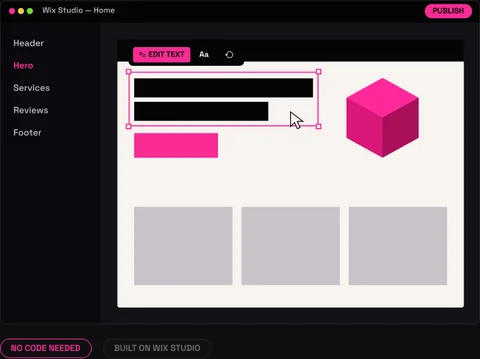 Wix Studio — Home
PUBLISH
Header
Hero
Services
Reviews
Footer
EDIT TEXT
Aa
NO CODE NEEDED
BUILT ON WIX STUDIO